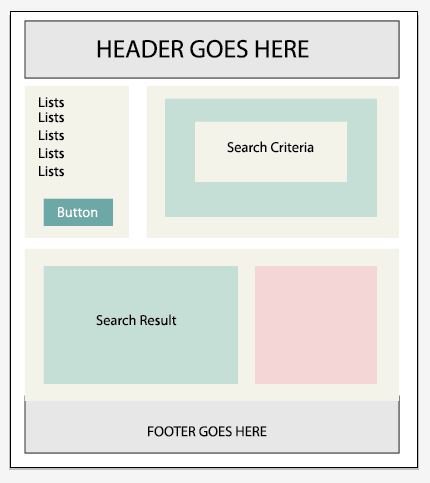 HEADER GOES HERE
Lists
Lists
Lists
Lists
Lists
Button
Search Criteria
Search Result
FOOTER GOES HERE